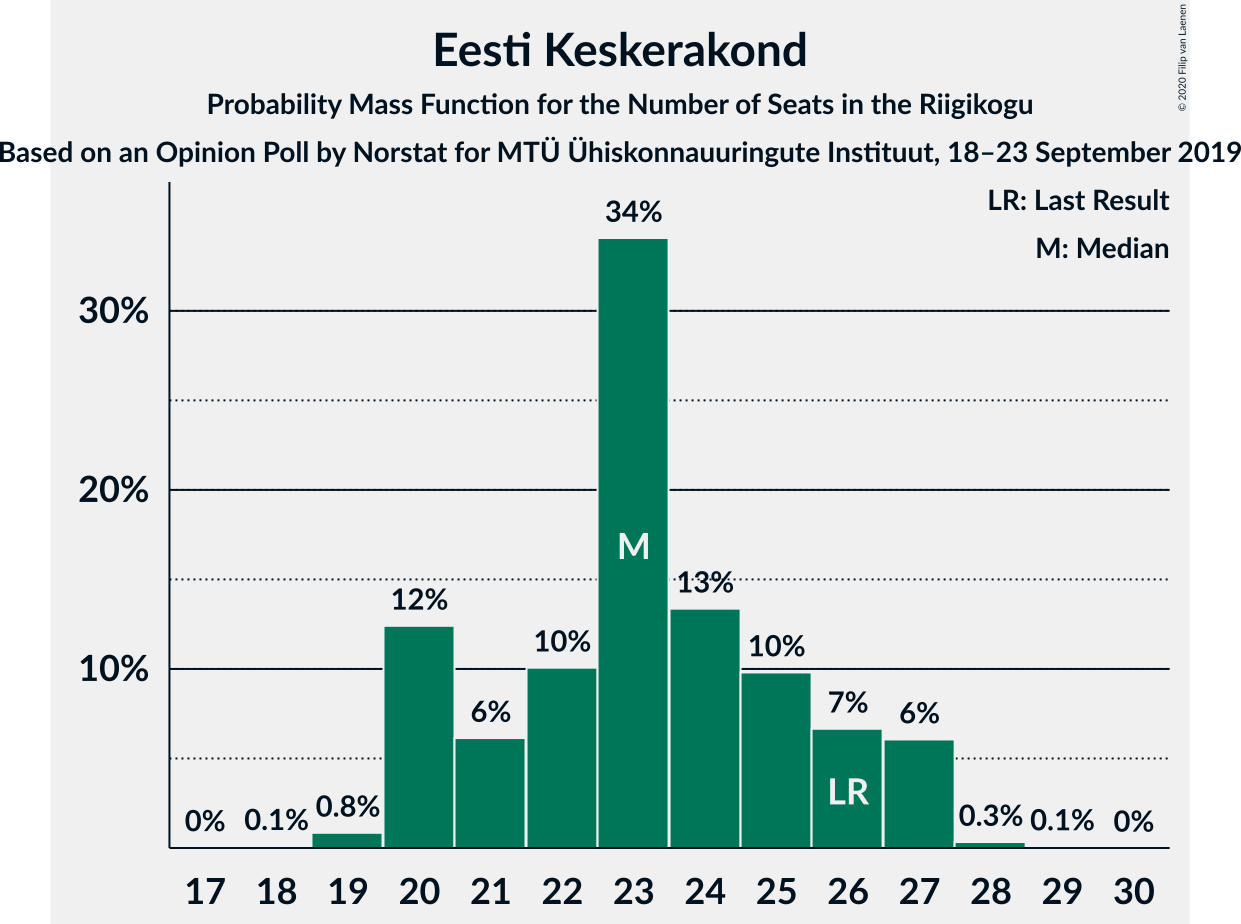 Eesti Keskerakond
Probability Mass Function for the Number of Seats in the Riigikogu
Based on an Opinion Poll by Norstat for MTÜ Ühiskonnauuringute Instituut, 18–23 September 2019
© 2020 Filip van Laenen
LR: Last Result
M: Median
34%
30%
20%
M
13%
12%
10%
10%
10%
7%
6%
6%
LR
0%
0.1%
0.8%
0.3%
0.1%
0%
17 18 19 20 21 22 23 24 25 26 27 28 29 30